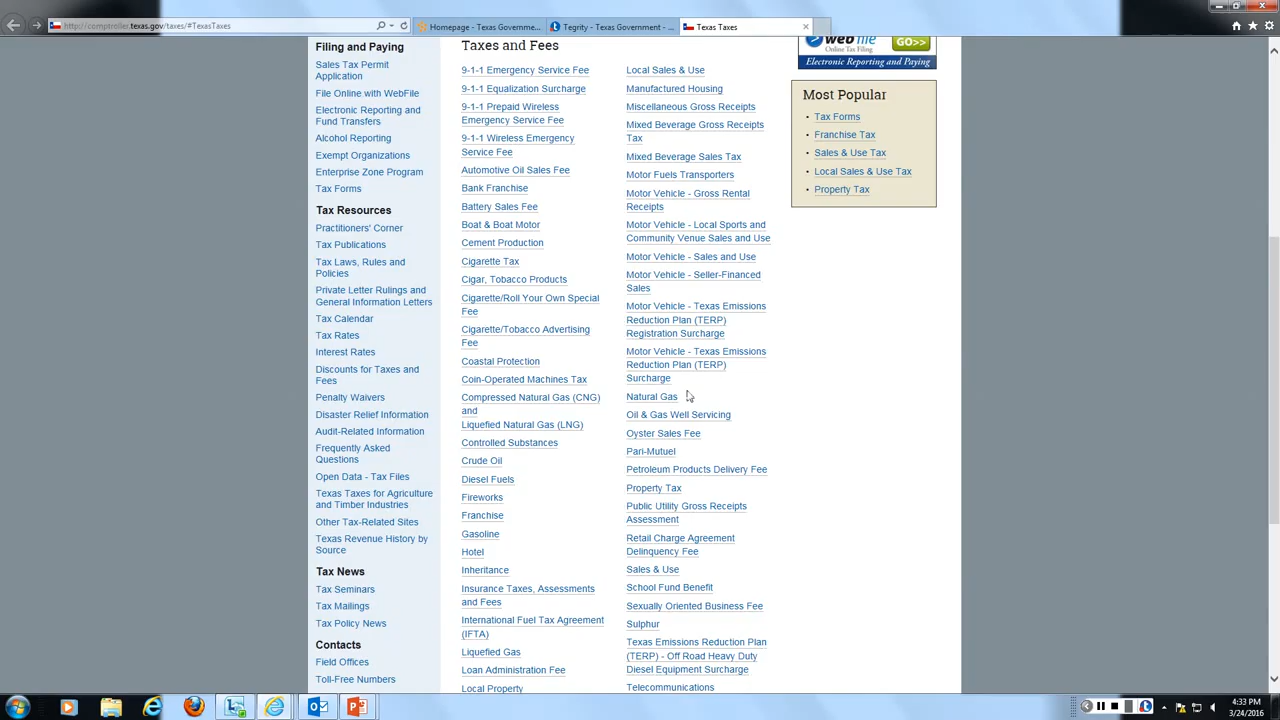 http://comptroller.texas.gov/taxes/#TexasTaxes
Homepage - Texas Governme...
Tegrity - Texas Government - ...
Texas Taxes
Filing and Paying
Sales Tax Permit
Application
File Online with WebFile
Electronic Reporting and
Fund Transfers
Alcohol Reporting
Exempt Organizations
Enterprise Zone Program
Tax Forms
Tax Resources
Practitioners' Corner
Tax Publications
Tax Laws, Rules and
Policies
Private Letter Rulings and
General Information Letters
Tax Calendar
Tax Rates
Interest Rates
Discounts for Taxes and
Fees
Penalty Waivers
Disaster Relief Information
Audit-Related Information
Frequently Asked
Questions
Open Data - Tax Files
Texas Taxes for Agriculture
and Timber Industries
Other Tax-Related Sites
Texas Revenue History by
Source
Tax News
Tax Seminars
Tax Mailings
Tax Policy News
Contacts
Field Offices
Toll-Free Numbers
Taxes and Fees
9-1-1 Emergency Service Fee
9-1-1 Equalization Surcharge
9-1-1 Prepaid Wireless
Emergency Service Fee
9-1-1 Wireless Emergency
Service Fee
Automotive Oil Sales Fee
Bank Franchise
Battery Sales Fee
Boat & Boat Motor
Cement Production
Cigarette Tax
Cigar, Tobacco Products
Cigarette/Roll Your Own Special
Fee
Cigarette/Tobacco Advertising
Fee
Coastal Protection
Coin-Operated Machines Tax
Compressed Natural Gas (CNG)
and
Liquefied Natural Gas (LNG)
Controlled Substances
Crude Oil
Diesel Fuels
Fireworks
Franchise
Gasoline
Hotel
Inheritance
Insurance Taxes, Assessments
and Fees
International Fuel Tax Agreement
(IFTA)
Liquefied Gas
Loan Administration Fee
Local Property
Local Sales & Use
Manufactured Housing
Miscellaneous Gross Receipts
Mixed Beverage Gross Receipts
Tax
Mixed Beverage Sales Tax
Motor Fuels Transporters
Motor Vehicle - Gross Rental
Receipts
Motor Vehicle - Local Sports and
Community Venue Sales and Use
Motor Vehicle - Sales and Use
Motor Vehicle - Seller-Financed
Sales
Motor Vehicle - Texas Emissions
Reduction Plan (TERP)
Registration Surcharge
Motor Vehicle - Texas Emissions
Reduction Plan (TERP)
Surcharge
Natural Gas
Oil & Gas Well Servicing
Oyster Sales Fee
Pari-Mutuel
Petroleum Products Delivery Fee
Property Tax
Public Utility Gross Receipts
Assessment
Retail Charge Agreement
Delinquency Fee
Sales & Use
School Fund Benefit
Sexually Oriented Business Fee
Sulphur
Texas Emissions Reduction Plan
(TERP) - Off Road Heavy Duty
Diesel Equipment Surcharge
Telecommunications
WebFile
GO>>
Online Tax Filing
Electronic Reporting and Paying
Most Popular
Tax Forms
Franchise Tax
Sales & Use Tax
Local Sales & Use Tax
Property Tax
4:33 PM
3/24/2016